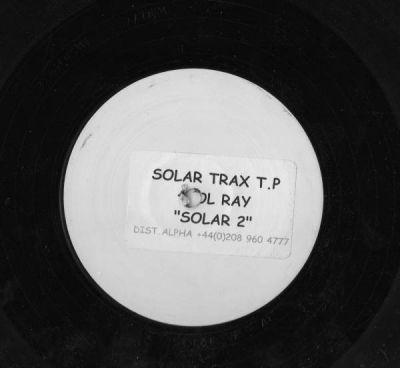 SOLAR TRAX T.P
RAY
"SOLAR 2"
DIST. ALPHA +44(0)208 960 4777